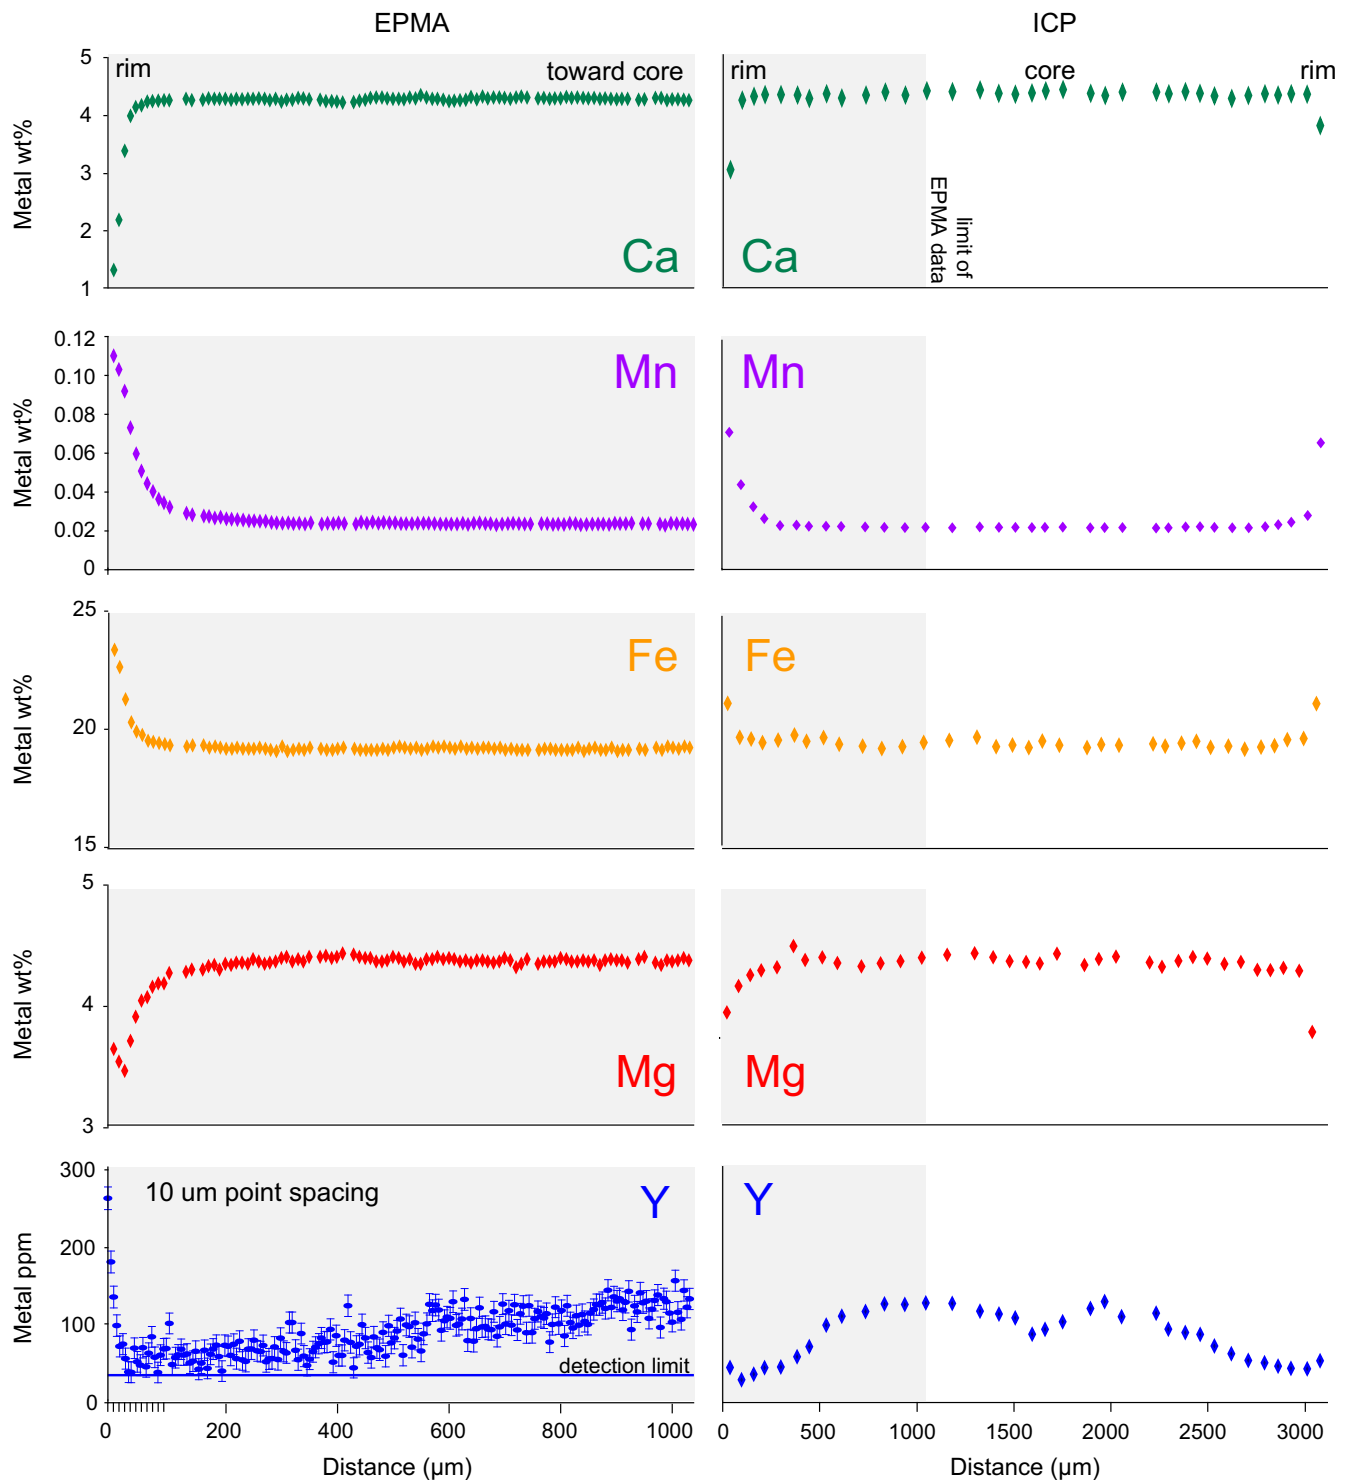 EPMA
ICP
5
4
3
2
1
Metal wt%
rim
toward core
Ca
rim
core
rim
Ca
limit of
EPMA data
0.12
0.10
0.08
0.06
0.04
0.02
0
Metal wt%
Mn
Mn
25
20
15
Metal wt%
Fe
Fe
5
4
3
Metal wt%
Mg
Mg
300
200
100
0
Metal ppm
10 um point spacing
Y
detection limit
Y
0
200
400
600
800
1000
Distance (µm)
0
500
1000
1500
2000
2500
3000
Distance (µm)